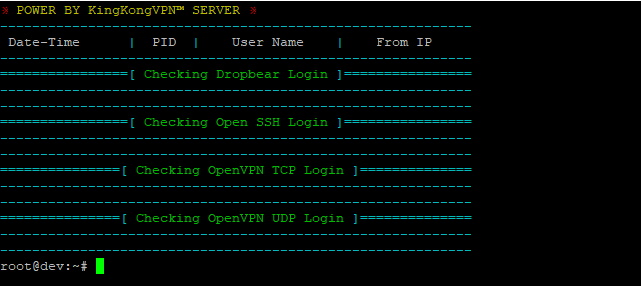 ※ POWER BY KingKongVPN™ SERVER ※
-----------------------------------------------------------
 Date-Time      |  PID  |    User Name    |    From IP
-----------------------------------------------------------
================[ Checking Dropbear Login ]================
-----------------------------------------------------------
-----------------------------------------------------------
================[ Checking Open SSH Login ]================
-----------------------------------------------------------
-----------------------------------------------------------
===============[ Checking OpenVPN TCP Login ]==============
-----------------------------------------------------------
-----------------------------------------------------------
===============[ Checking OpenVPN UDP Login ]==============
-----------------------------------------------------------
-----------------------------------------------------------
root@dev:~#